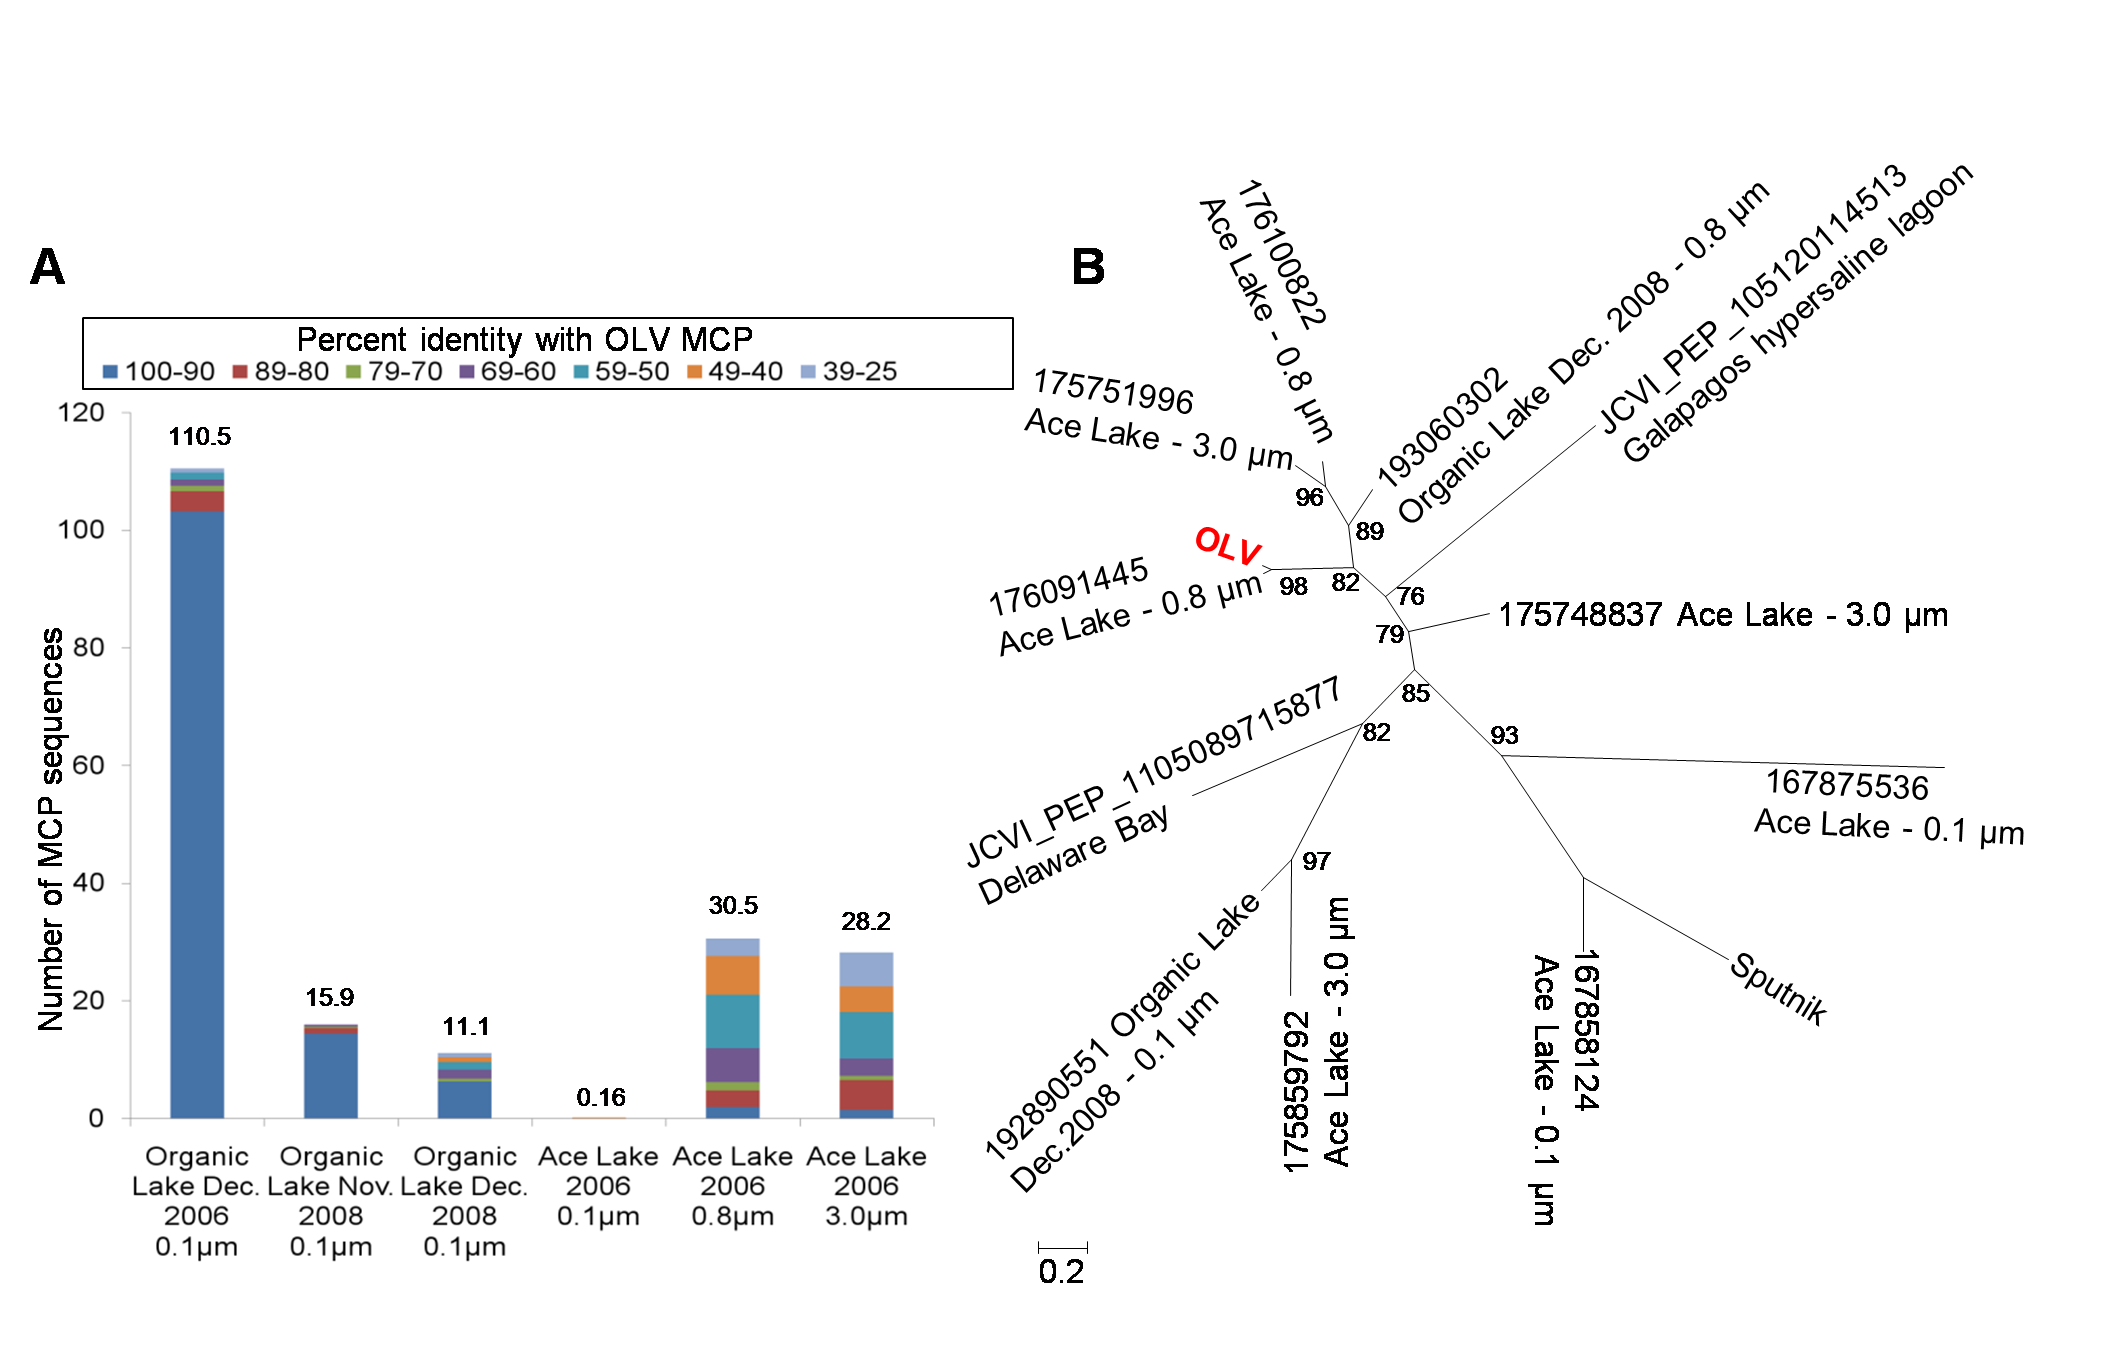 A
Percent identity with OLV MCP
100-90 89-80 79-70 69-60 59-50 49-40 39-25
Number of MCP sequences
120
100
80
60
40
20
0
110.5
15.9
11.1
0.16
30.5
28.2
Organic
Lake Dec.
2006
0.1µm
Organic
Lake Nov.
2008
0.1µm
Organic
Lake Dec.
2008
0.1µm
Ace Lake
2006
0.1µm
Ace Lake
2006
0.8µm
Ace Lake
2006
3.0µm
B
176100822
Ace Lake - 0.8 µm
175751996
Ace Lake - 3.0 µm
193060302
Organic Lake Dec. 2008 - 0.8 µm
JCVI_PEP_105120114513
Galapagos hypersaline lagoon
OLV
176091445
Ace Lake - 0.8 µm
175748837 Ace Lake - 3.0 µm
JCVI_PEP_1105089715877
Delaware Bay
167875536
Ace Lake - 0.1 µm
192890551 Organic Lake
Dec.2008 - 0.1 µm
175859792
Ace Lake - 3.0 µm
167858124
Ace Lake - 0.1 µm
Sputnik
96
89
98
82
76
79
85
82
93
97
0.2